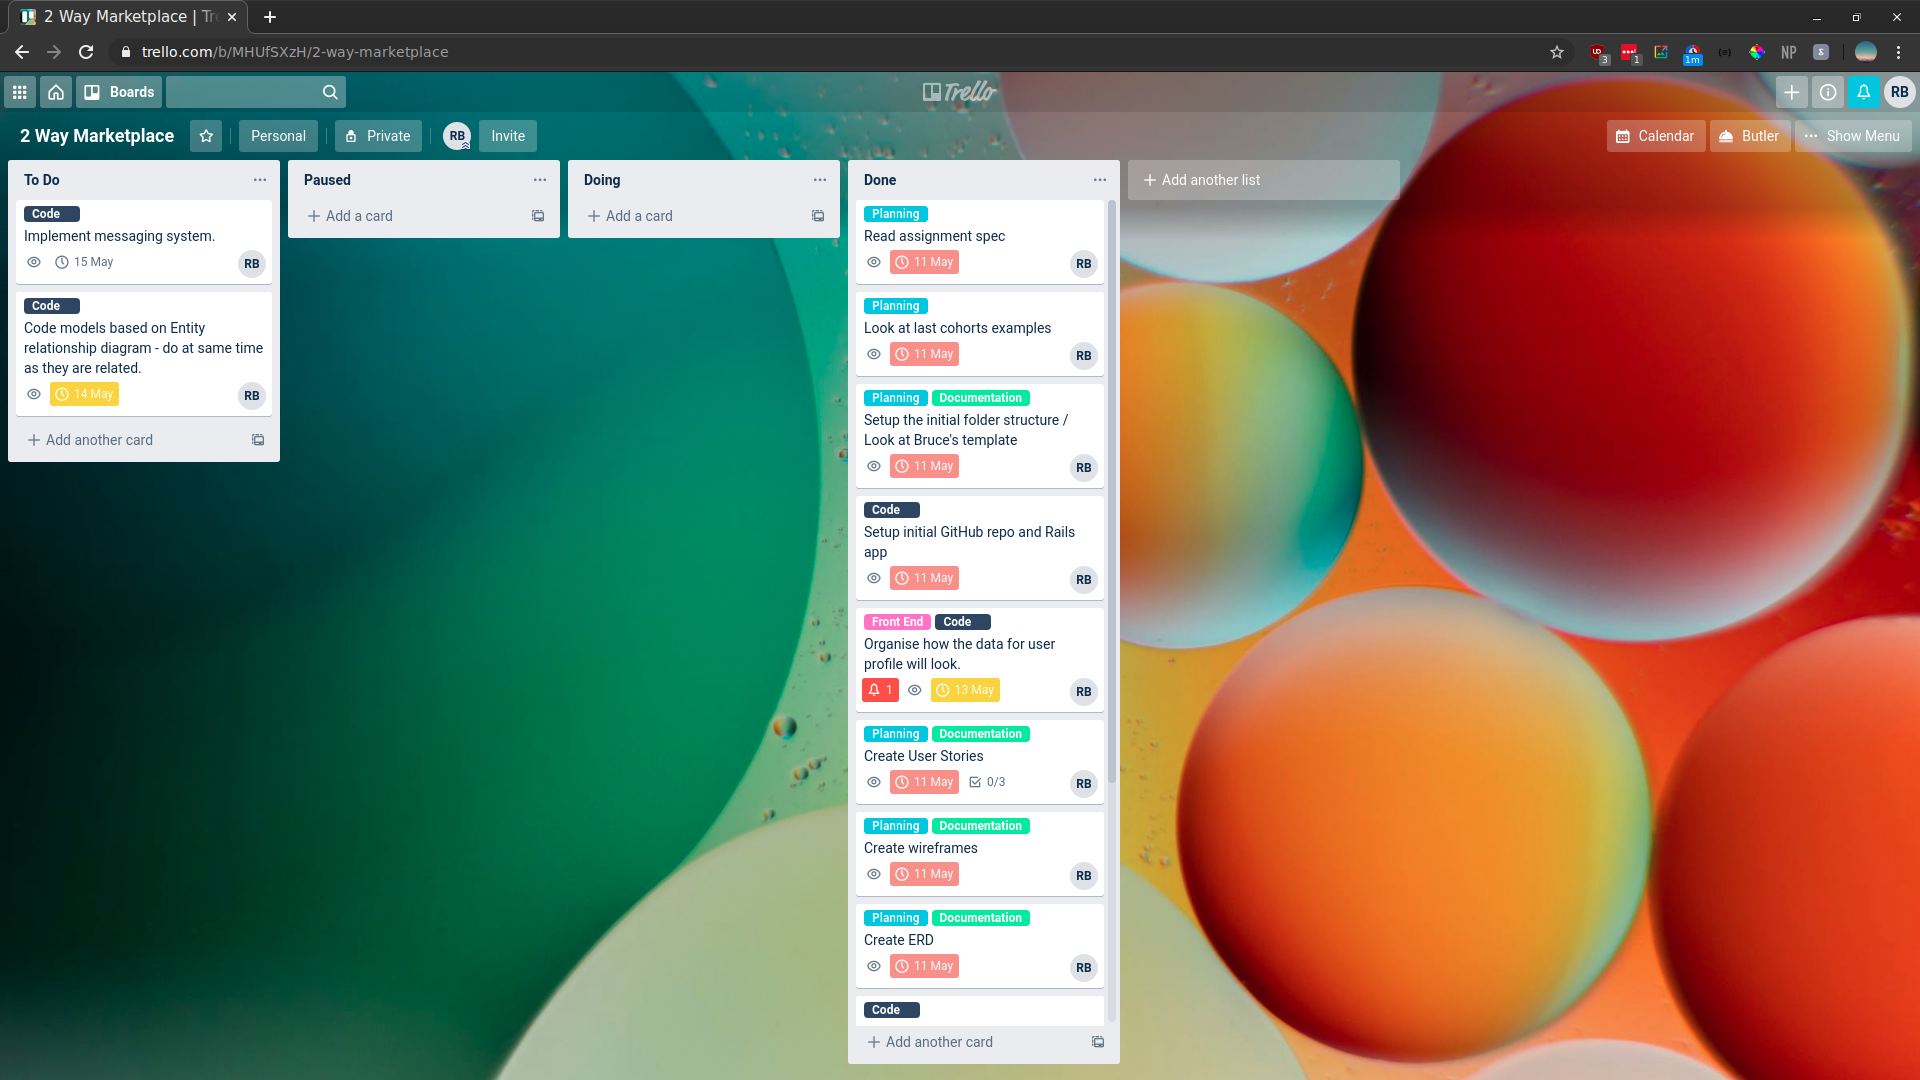 2 Way Marketplace | Tre
trello.com/b/MHUfSXzH/2-way-marketplace
3
1
1m
NP
Boards
Trello
RB
2 Way Marketplace
Personal
Private
RB
Invite
Calendar
Butler
Show Menu
To Do
Code
Implement messaging system.
15 May
RB
Code
Code models based on Entity
relationship diagram - do at same time
as they are related.
14 May
RB
Add another card
Paused
Add a card
Doing
Add a card
Done
Planning
Read assignment spec
11 May
RB
Planning
Look at last cohorts examples
11 May
RB
Planning Documentation
Setup the initial folder structure /
Look at Bruce's template
11 May
RB
Code
Setup initial GitHub repo and Rails
app
11 May
RB
Front End Code
Organise how the data for user
profile will look.
1
13 May
RB
Planning Documentation
Create User Stories
11 May
0/3
RB
Planning Documentation
Create wireframes
11 May
RB
Planning Documentation
Create ERD
11 May
RB
Code
Add another card
Add another list